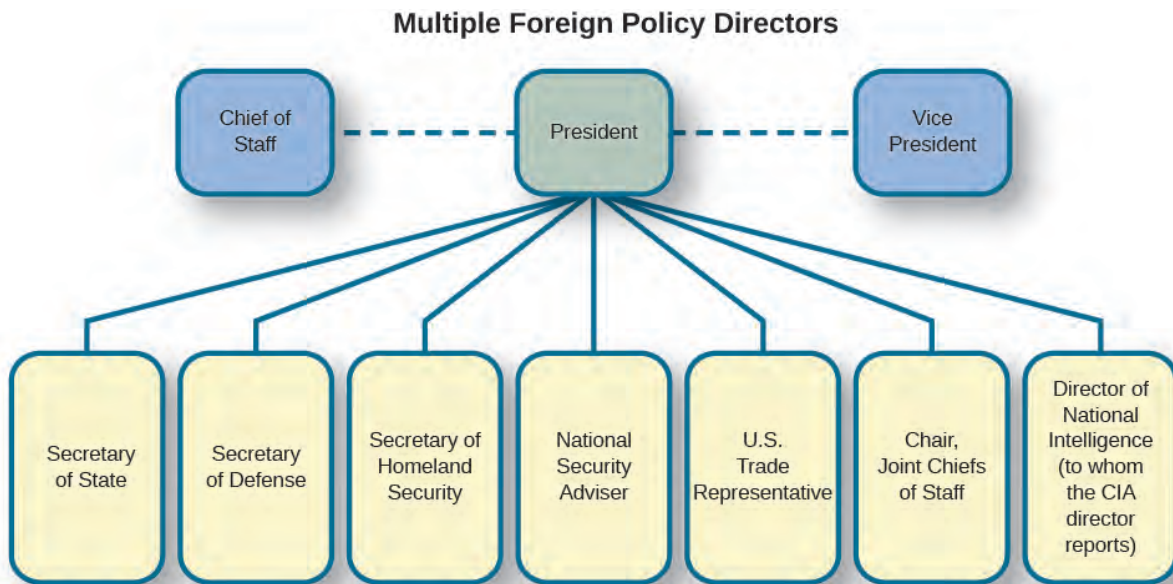 Multiple Foreign Policy Directors
Chief of
Staff
President
Vice
President
Secretary
of State
Secretary
of Defense
Secretary of
Homeland
Security
National
Security
Adviser
U.S.
Trade
Representative
Chair,
Joint Chiefs
of Staff
Director of
National
Intelligence
(to whom
the CIA
director
reports)